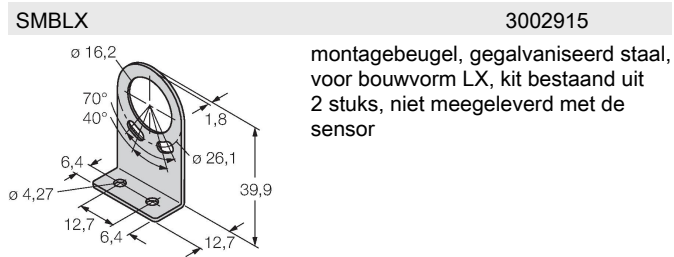 SMBLX 3002915
montagebeugel, gegalvaniseerd staal,
voor bouwvorm LX, kit bestaand uit
2 stuks, niet meegeleverd met de
sensor
ø 16,2
70°
40°
1,8
ø 26,1
6,4
ø 4,27
39,9
12,7
6,4
12,7